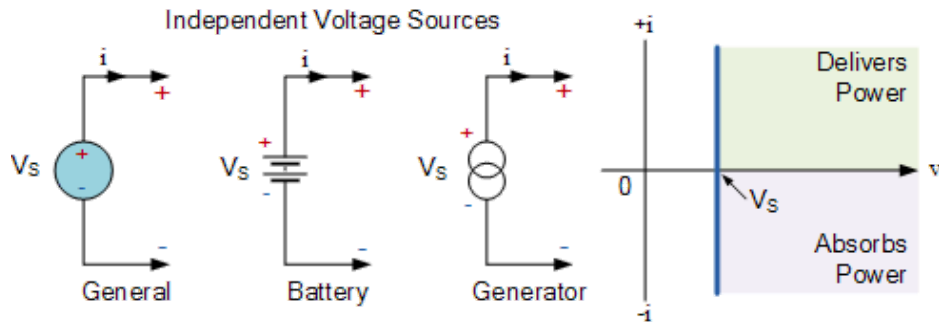 Independent Voltage Sources
i
+
Vs
+
-
-
General
i
+
+
Vs
-
-
Battery
i
+
+
Vs
-
-
Generator
+i
Delivers
Power
0
v
Vs
Absorbs
Power
-i